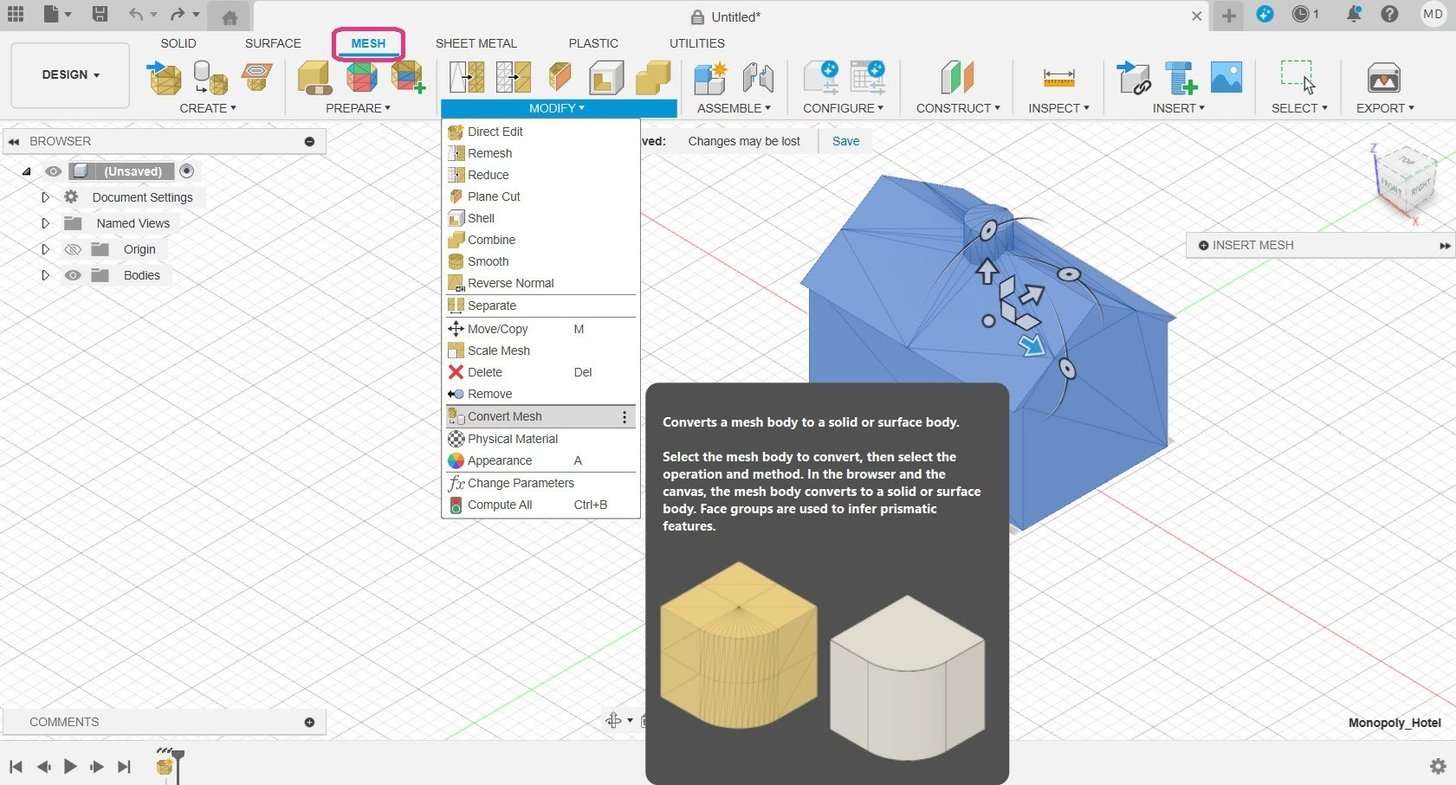 Untitled*
1
MD
DESIGN
SOLID
SURFACE
MESH
SHEET METAL
PLASTIC
UTILITIES
CREATE
PREPARE
MODIFY
ASSEMBLE
CONFIGURE
CONSTRUCT
INSPECT
INSERT
SELECT
EXPORT
BROWSER
(Unsaved)
Document Settings
Named Views
Origin
Bodies
Direct Edit
Remesh
Reduce
Plane Cut
Shell
Combine
Smooth
Reverse Normal
Separate
Move/Copy M
Scale Mesh
Delete Del
Remove
Convert Mesh
Physical Material
Appearance A
fx Change Parameters
Compute All Ctrl+B
ved: Changes may be lost Save
Z
TOP
FRONT
RIGHT
X
INSERT MESH
Converts a mesh body to a solid or surface body.
Select the mesh body to convert, then select the
operation and method. In the browser and the
canvas, the mesh body converts to a solid or surface
body. Face groups are used to infer prismatic
features.
COMMENTS
Monopoly_Hotel